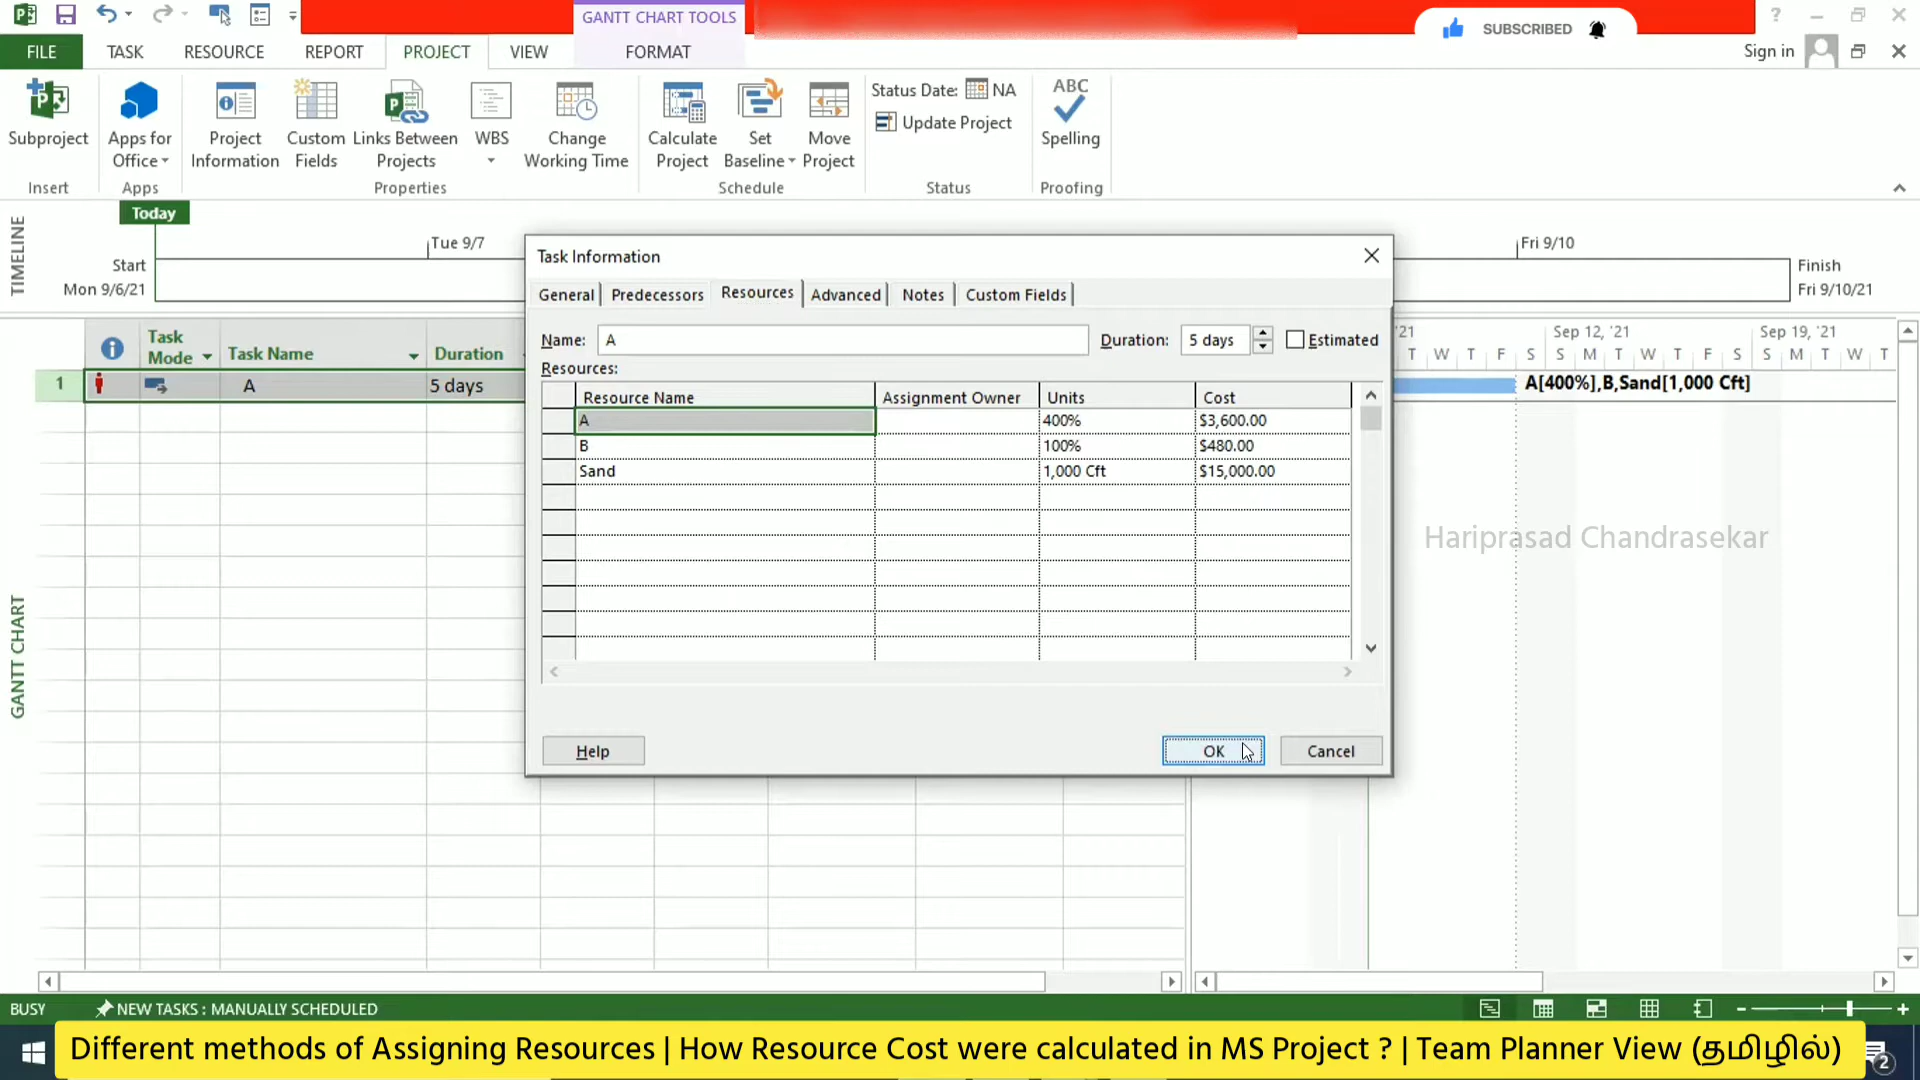 GANTT CHART TOOLS
SUBSCRIBED
?
FILE
TASK
RESOURCE
REPORT
PROJECT
VIEW
FORMAT
Sign in
Subproject
Apps for Office
Project Information
Custom Fields
Links Between Projects
WBS
Change Working Time
Calculate Project
Set Baseline
Move Project
Status Date: NA
Update Project
ABC
Spelling
Insert
Apps
Properties
Schedule
Status
Proofing
TIMELINE
Today
Tue 9/7
Fri 9/10
Start
Mon 9/6/21
Finish
Fri 9/10/21
Task Mode
Task Name
Duration
1 A 5 days
Task Information
General
Predecessors
Resources
Advanced
Notes
Custom Fields
Name: A Duration: 5 days Estimated
Resources:
Resource Name Assignment Owner Units Cost
A 400% $3,600.00
B 100% $480.00
Sand 1,000 Cft $15,000.00
Help
OK
Cancel
'21 Sep 12, '21 Sep 19, '21
T W T F S S M T W T F S S M T W T
A[400%],B,Sand[1,000 Cft]
Hariprasad Chandrasekar
GANTT CHART
BUSY
NEW TASKS : MANUALLY SCHEDULED
Different methods of Assigning Resources | How Resource Cost were calculated in MS Project ? | Team Planner View (தமிழில்)
2